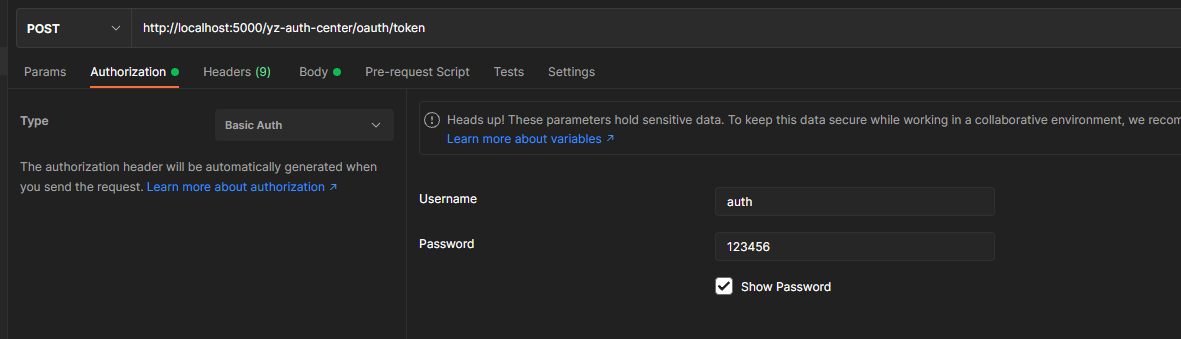 POST
http://localhost:5000/yz-auth-center/oauth/token
Params
Authorization
Headers (9)
Body
Pre-request Script
Tests
Settings
Type
Basic Auth
The authorization header will be automatically generated when
you send the request. Learn more about authorization ↗
Heads up! These parameters hold sensitive data. To keep this data secure while working in a collaborative environment, we
Learn more about variables ↗
Username
auth
Password
123456
Show Password